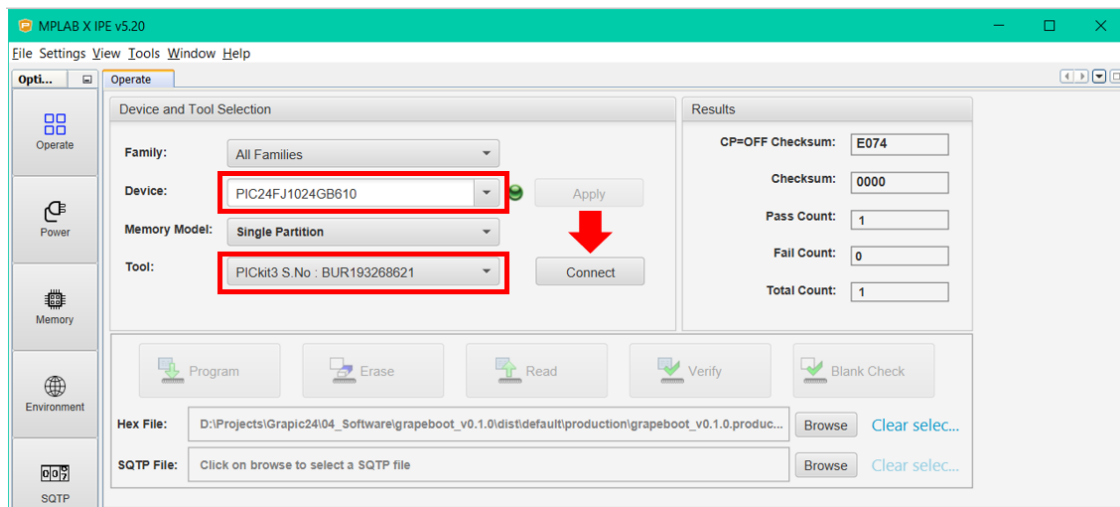 MPLAB X IPE v5.20
File Settings View Tools Window Help
Opti...
Operate
Operate
Power
Memory
Environment
SQTP
Device and Tool Selection
Family: All Families
Device: PIC24FJ1024GB610 Apply
Memory Model: Single Partition
Tool: PICkit3 S.No : BUR193268621 Connect
Results
CP=OFF Checksum: E074
Checksum: 0000
Pass Count: 1
Fail Count: 0
Total Count: 1
Program Erase Read Verify Blank Check
Hex File: D:\Projects\Grapic24\04_Software\grapeboot_v0.1.0\dist\default\production\grapeboot_v0.1.0.produc... Browse Clear selec...
SQTP File: Click on browse to select a SQTP file Browse Clear selec...